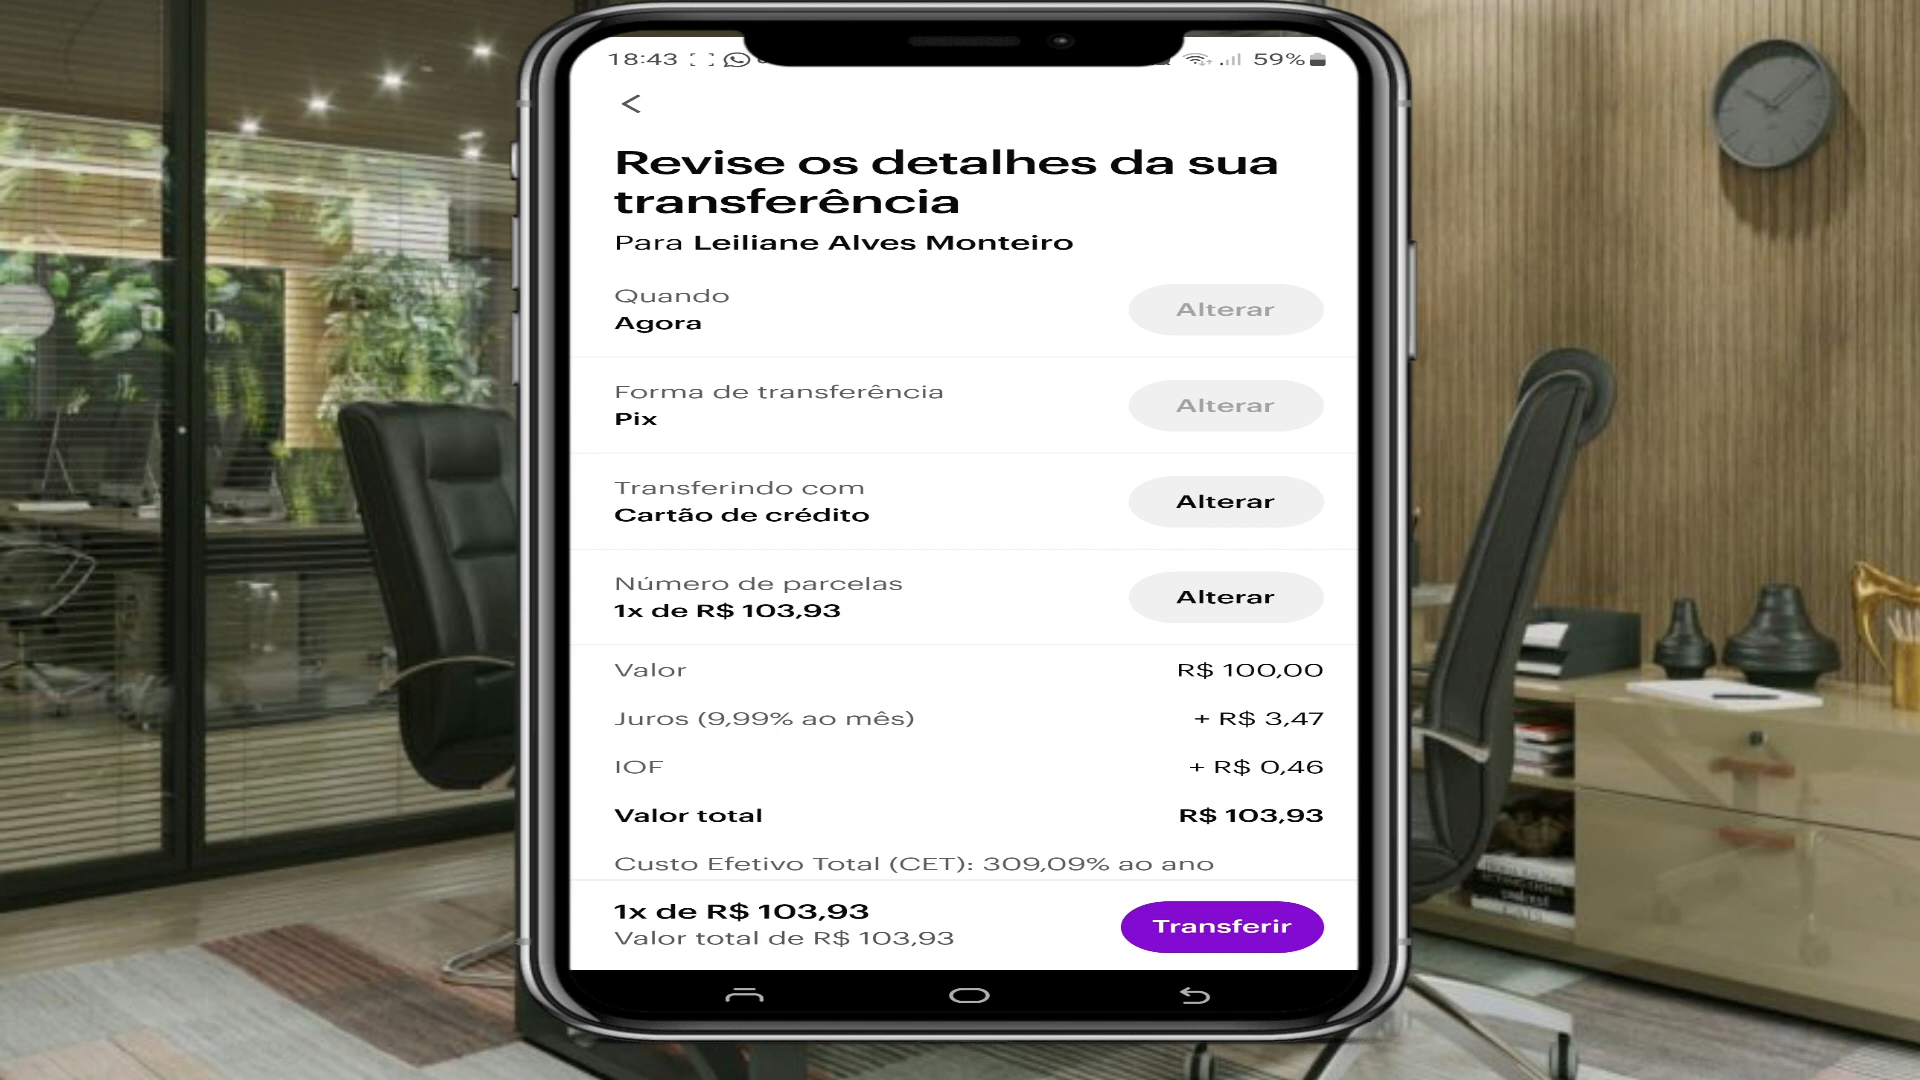 18:43
59%
Revise os detalhes da sua
transferência
Para Leiliane Alves Monteiro
Quando
Agora
Alterar
Forma de transferência
Pix
Alterar
Transferindo com
Cartão de crédito
Alterar
Número de parcelas
1x de R$ 103,93
Alterar
Valor
R$ 100,00
Juros (9,99% ao mês)
+ R$ 3,47
IOF
+ R$ 0,46
Valor total
R$ 103,93
Custo Efetivo Total (CET): 309,09% ao ano
1x de R$ 103,93
Valor total de R$ 103,93
Transferir